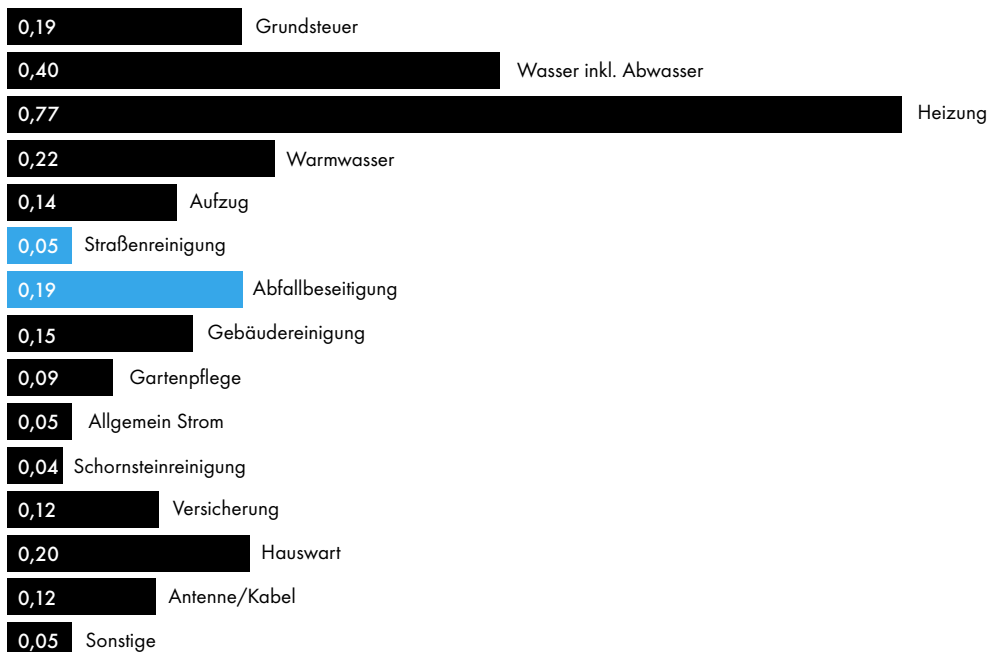 0,19 Grundsteuer
0,40 Wasser inkl. Abwasser
0,77 Heizung
0,22 Warmwasser
0,14 Aufzug
0,05 Straßenreinigung
0,19 Abfallbeseitigung
0,15 Gebäudereinigung
0,09 Gartenpflege
0,05 Allgemein Strom
0,04 Schornsteinreinigung
0,12 Versicherung
0,20 Hauswart
0,12 Antenne/Kabel
0,05 Sonstige